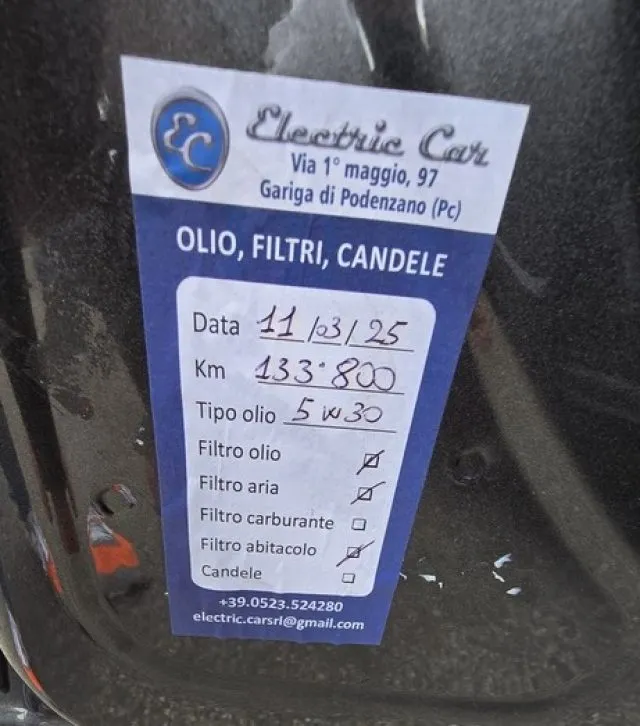 EC
Electric Car
Via 1° maggio, 97
Gariga di Podenzano (Pc)
OLIO, FILTRI, CANDELE
Data 11/03/25
Km 133.800
Tipo olio 5w30
Filtro olio
Filtro aria
Filtro carburante
Filtro abitacolo
Candele
+39.0523.524280
electric.carsrl@gmail.com